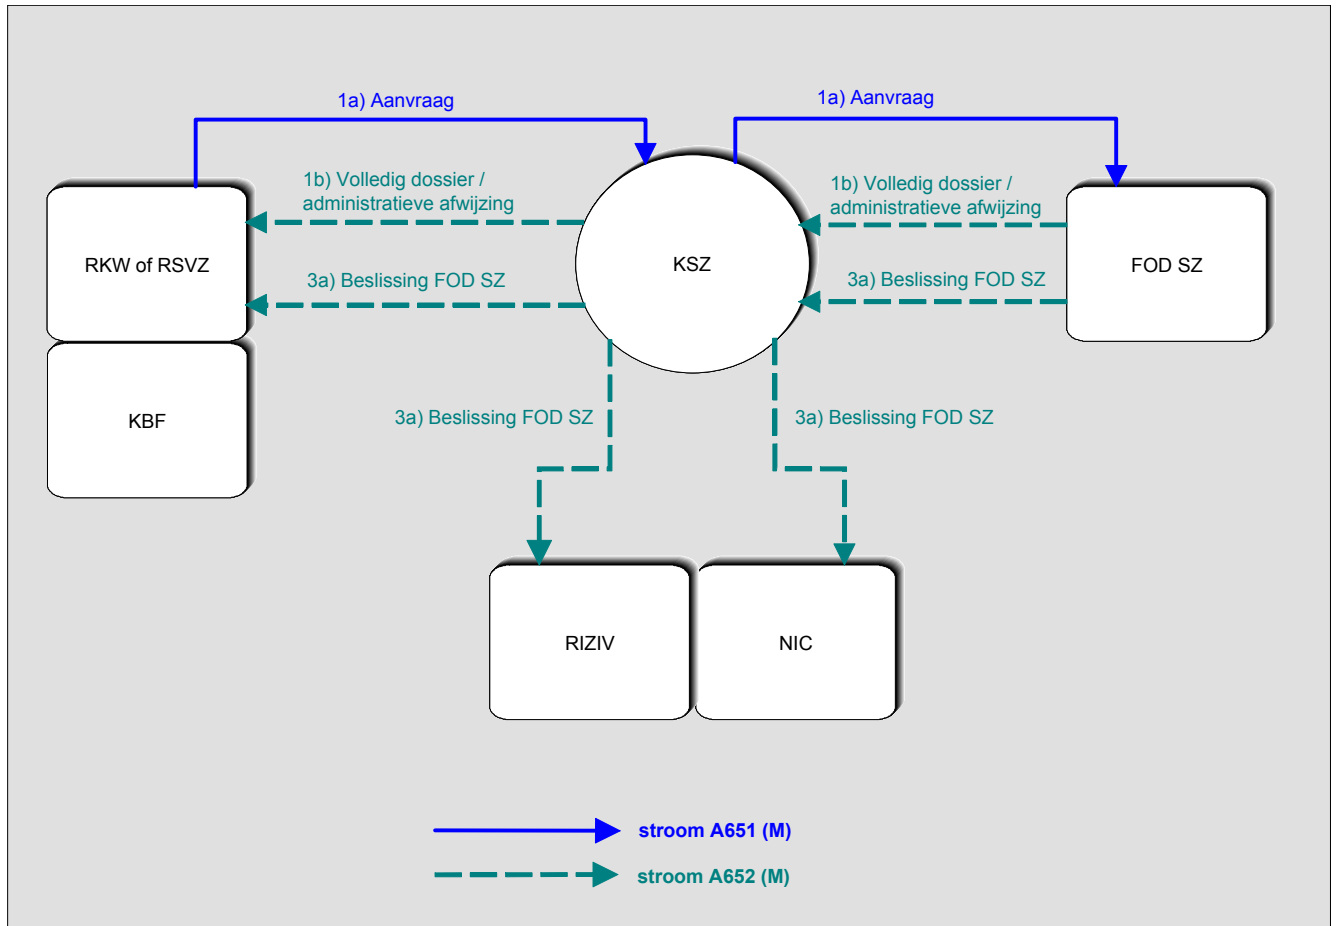 1a) Aanvraag
1a) Aanvraag
1b) Volledig dossier /
administratieve afwijzing
1b) Volledig dossier /
administratieve afwijzing
RKW of RSVZ
KSZ
FOD SZ
3a) Beslissing FOD SZ
3a) Beslissing FOD SZ
KBF
3a) Beslissing FOD SZ
3a) Beslissing FOD SZ
RIZIV
NIC
stroom A651 (M)
stroom A652 (M)